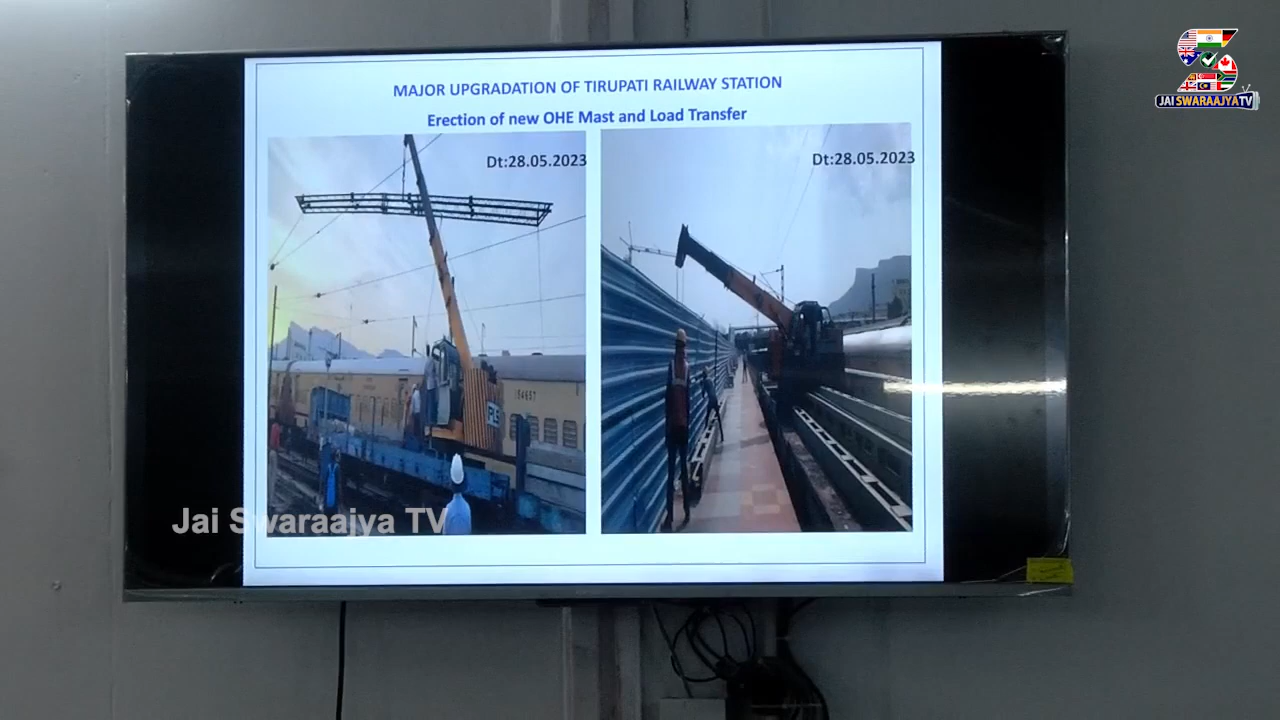 MAJOR UPGRADATION OF TIRUPATI RAILWAY STATION
Erection of new OHE Mast and Load Transfer
Dt:28.05.2023
Dt:28.05.2023
JAI SWARAAJYA TV
Jai Swaraajya TV